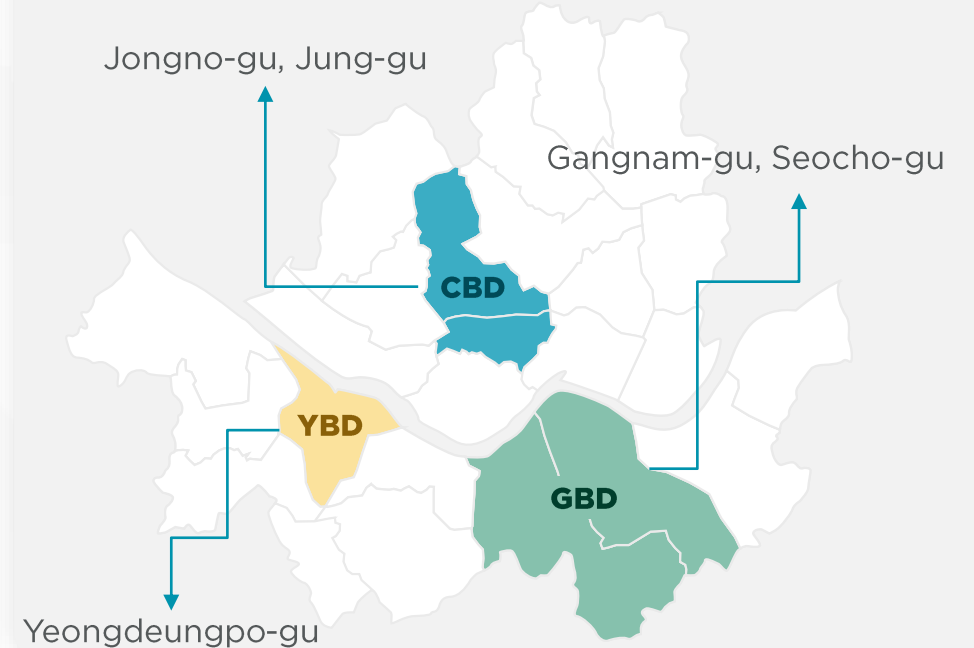 Jongno-gu, Jung-gu
Gangnam-gu, Seocho-gu
CBD
YBD
GBD
Yeongdeungpo-gu